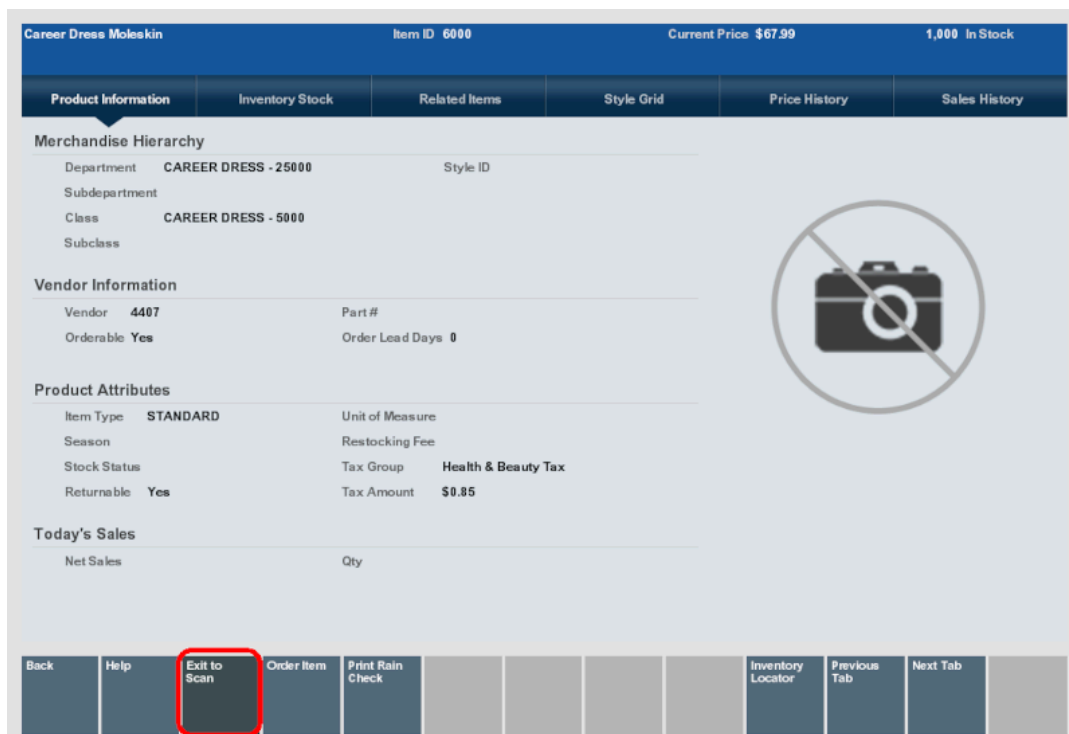 Career Dress Moleskin Item ID 6000 Current Price $67.99 1,000 In Stock
Product Information Inventory Stock Related Items Style Grid Price History Sales History
Merchandise Hierarchy
Department CAREER DRESS - 25000 Style ID
Subdepartment
Class CAREER DRESS - 5000
Subclass
Vendor Information
Vendor 4407 Part #
Orderable Yes Order Lead Days 0
Product Attributes
Item Type STANDARD Unit of Measure
Season Restocking Fee
Stock Status Tax Group Health & Beauty Tax
Returnable Yes Tax Amount $0.85
Today's Sales
Net Sales Qty
Back Help Exit to Order Item Print Rain Inventory Previous Next Tab
Scan Check Locator Tab